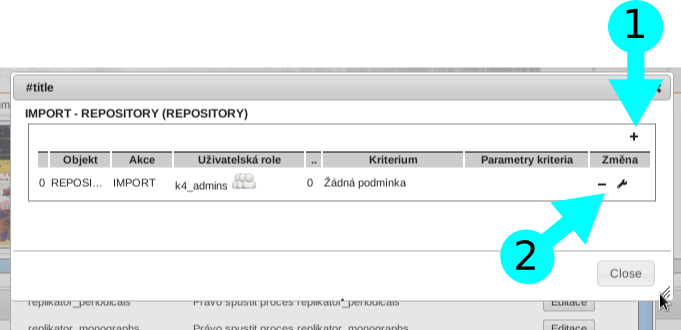 1
#title
um
IMPORT - REPOSITORY (REPOSITORY)
+
Objekt Akce Uživatelská role .. Kriterium Parametry kriteria Změna
0 REPOSI... IMPORT k4_admins 0 Žádná podmínka −
2
Close
replikator_periodicals Právo spustit proces replikator_periodicals Editace
replikator_monographs Právo spustit proces replikator_monographs Editace